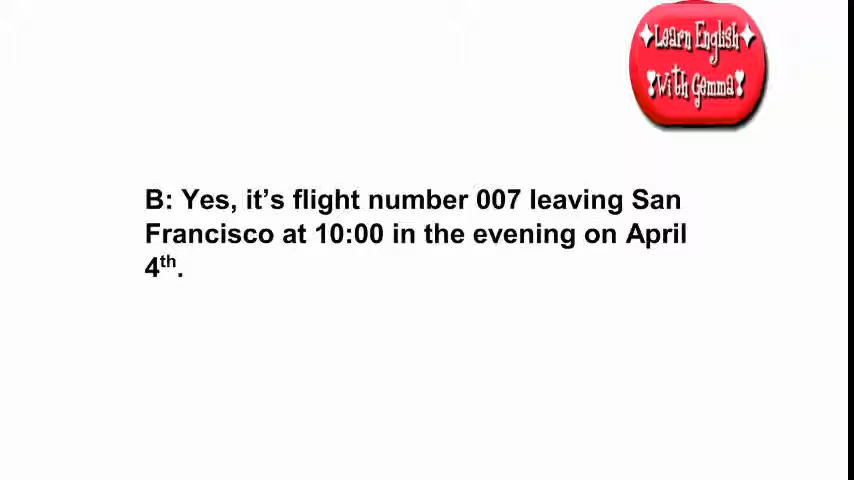 Learn English
With Gemma
B: Yes, it’s flight number 007 leaving San
Francisco at 10:00 in the evening on April
4th.